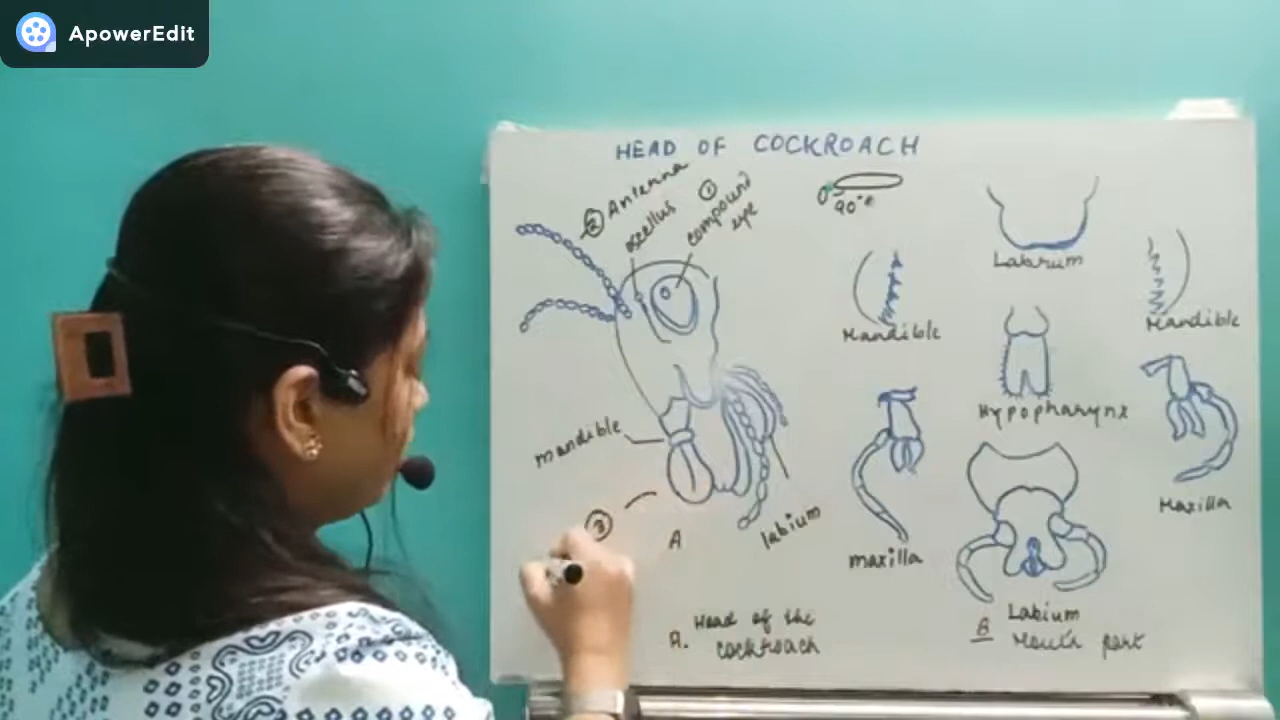 ApowerEdit
HEAD OF COCKROACH
② Antenna
ocellus
① compound
eye
90°
Labrum
Mandible
Mandible
Hypopharynx
mandible
③
A
labium
maxilla
Maxilla
Labium
B Mouth part
A. Head of the
cockroach